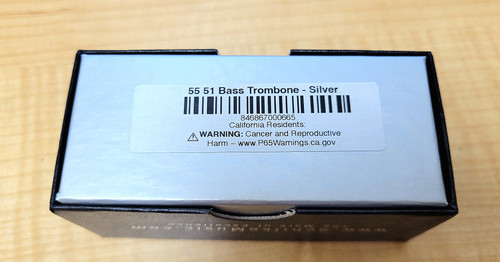 55 51 Bass Trombone - Silver
846867000665
California Residents:
⚠ WARNING: Cancer and Reproductive
Harm – www.P65Warnings.ca.gov